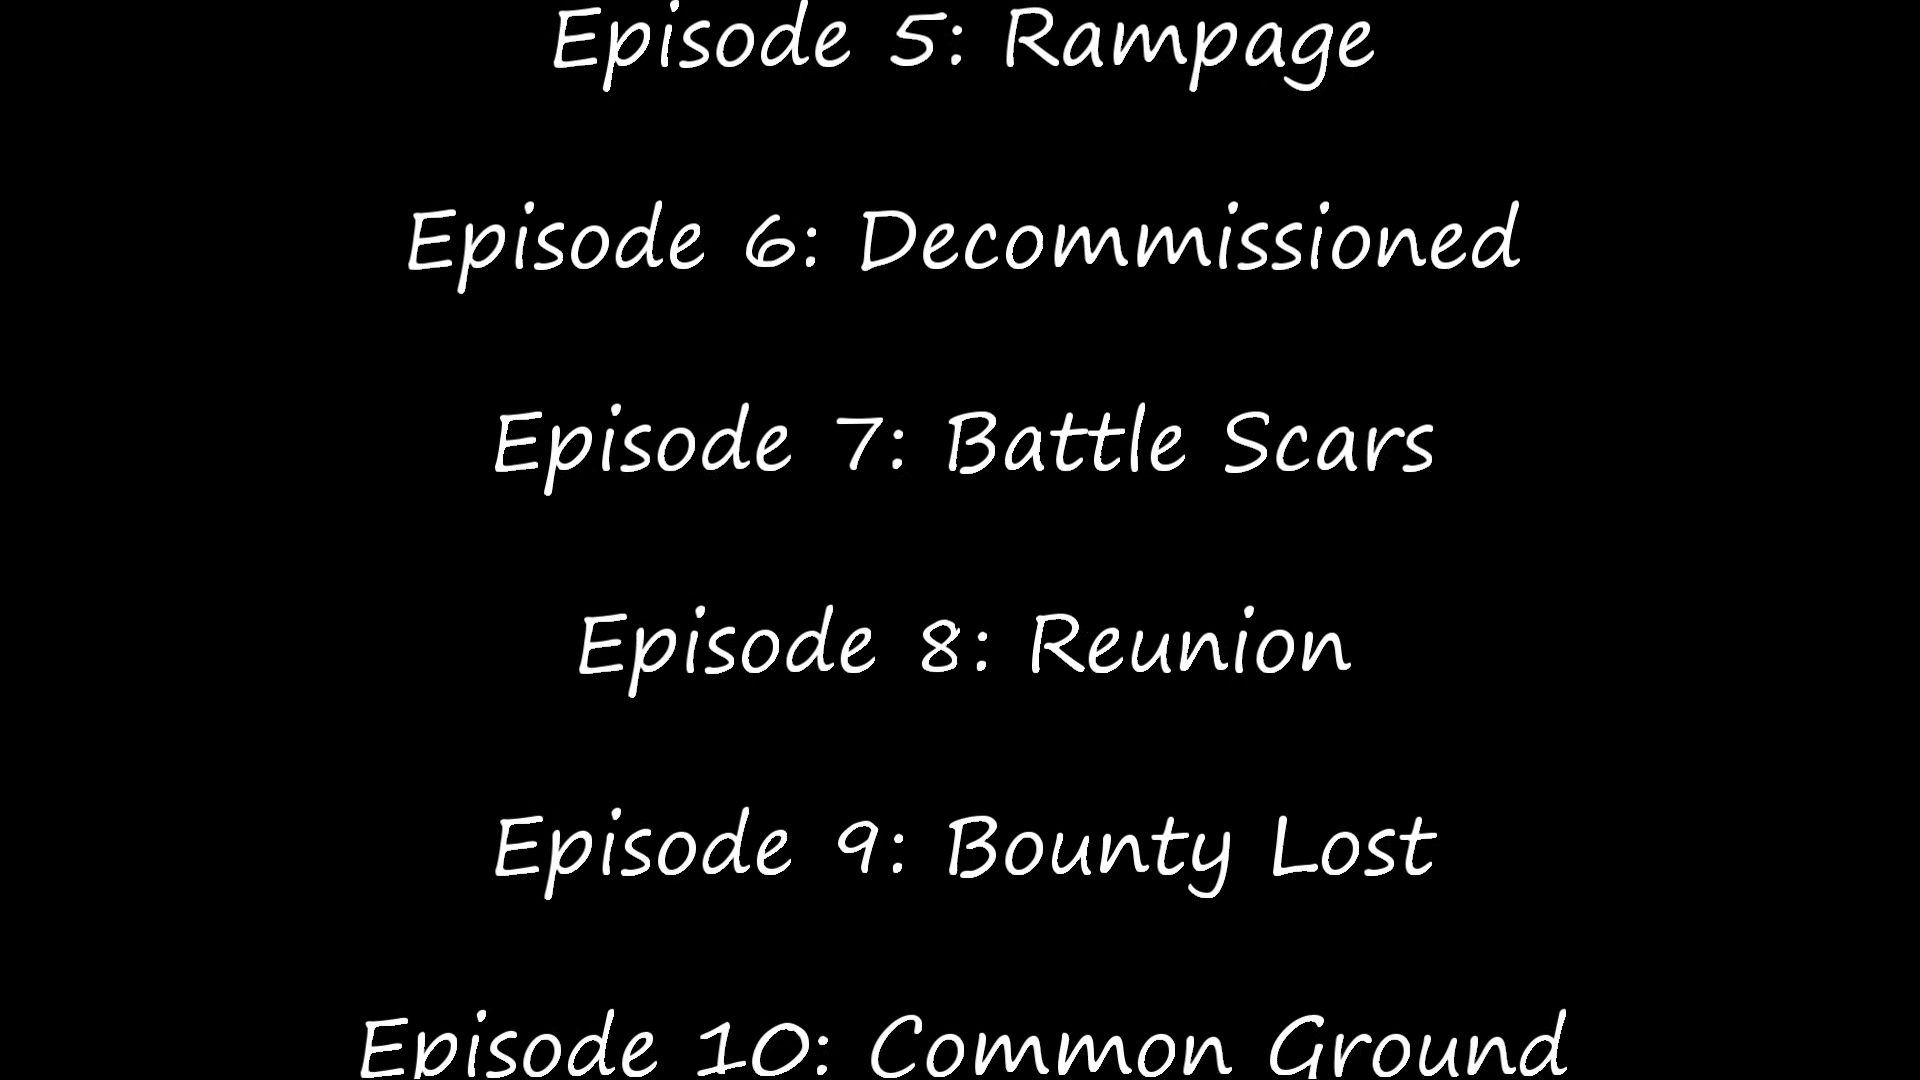 Episode 5: Rampage
Episode 6: Decommissioned
Episode 7: Battle Scars
Episode 8: Reunion
Episode 9: Bounty Lost
Episode 10: Common Ground